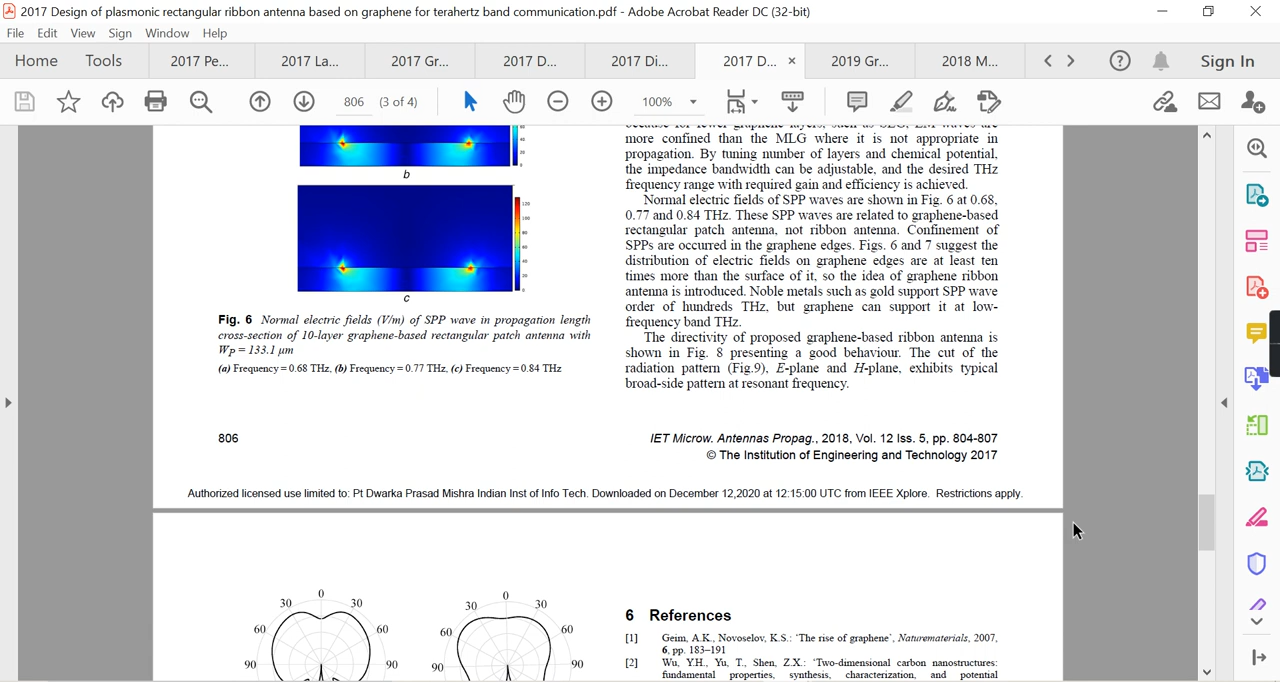 2017 Design of plasmonic rectangular ribbon antenna based on graphene for terahertz band communication.pdf - Adobe Acrobat Reader DC (32-bit)
File Edit View Sign Window Help
Home Tools 2017 Pe... 2017 La... 2017 Gr... 2017 D... 2017 Di... 2017 D... × 2019 Gr... 2018 M... Sign In
806 (3 of 4) 100%
more confined than the MLG where it is not appropriate in
propagation. By tuning number of layers and chemical potential,
the impedance bandwidth can be adjustable, and the desired THz
frequency range with required gain and efficiency is achieved.
Normal electric fields of SPP waves are shown in Fig. 6 at 0.68,
0.77 and 0.84 THz. These SPP waves are related to graphene-based
rectangular patch antenna, not ribbon antenna. Confinement of
SPPs are occurred in the graphene edges. Figs. 6 and 7 suggest the
distribution of electric fields on graphene edges are at least ten
times more than the surface of it, so the idea of graphene ribbon
antenna is introduced. Noble metals such as gold support SPP wave
order of hundreds THz, but graphene can support it at low-
frequency band THz.
The directivity of proposed graphene-based ribbon antenna is
shown in Fig. 8 presenting a good behaviour. The cut of the
radiation pattern (Fig.9), E-plane and H-plane, exhibits typical
broad-side pattern at resonant frequency.
40
20
0
b
120
100
80
60
40
20
0
c
Fig. 6 Normal electric fields (V/m) of SPP wave in propagation length
cross-section of 10-layer graphene-based rectangular patch antenna with
WP = 133.1 μm
(a) Frequency = 0.68 THz, (b) Frequency = 0.77 THz, (c) Frequency = 0.84 THz
806
IET Microw. Antennas Propag., 2018, Vol. 12 Iss. 5, pp. 804-807
© The Institution of Engineering and Technology 2017
Authorized licensed use limited to: Pt Dwarka Prasad Mishra Indian Inst of Info Tech. Downloaded on December 12,2020 at 12:15:00 UTC from IEEE Xplore. Restrictions apply.
0
30 30
60 60
90 90
0
30 30
60 60
90 90
6 References
[1] Geim, A.K., Novoselov, K.S.: 'The rise of graphene', Naturematerials, 2007,
6, pp. 183–191
[2] Wu, Y.H., Yu, T., Shen, Z.X.: 'Two-dimensional carbon nanostructures:
fundamental properties, synthesis, characterization, and potential